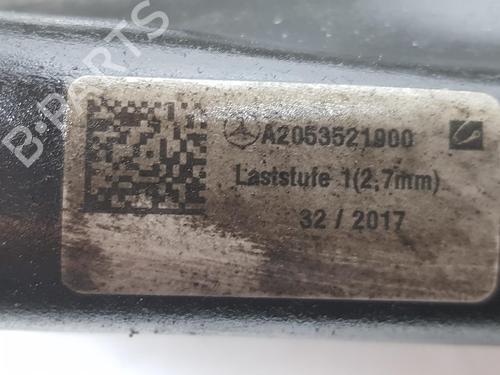 B-PARTS
A2053521900
Laststufe 1(2,7mm)
32 / 2017